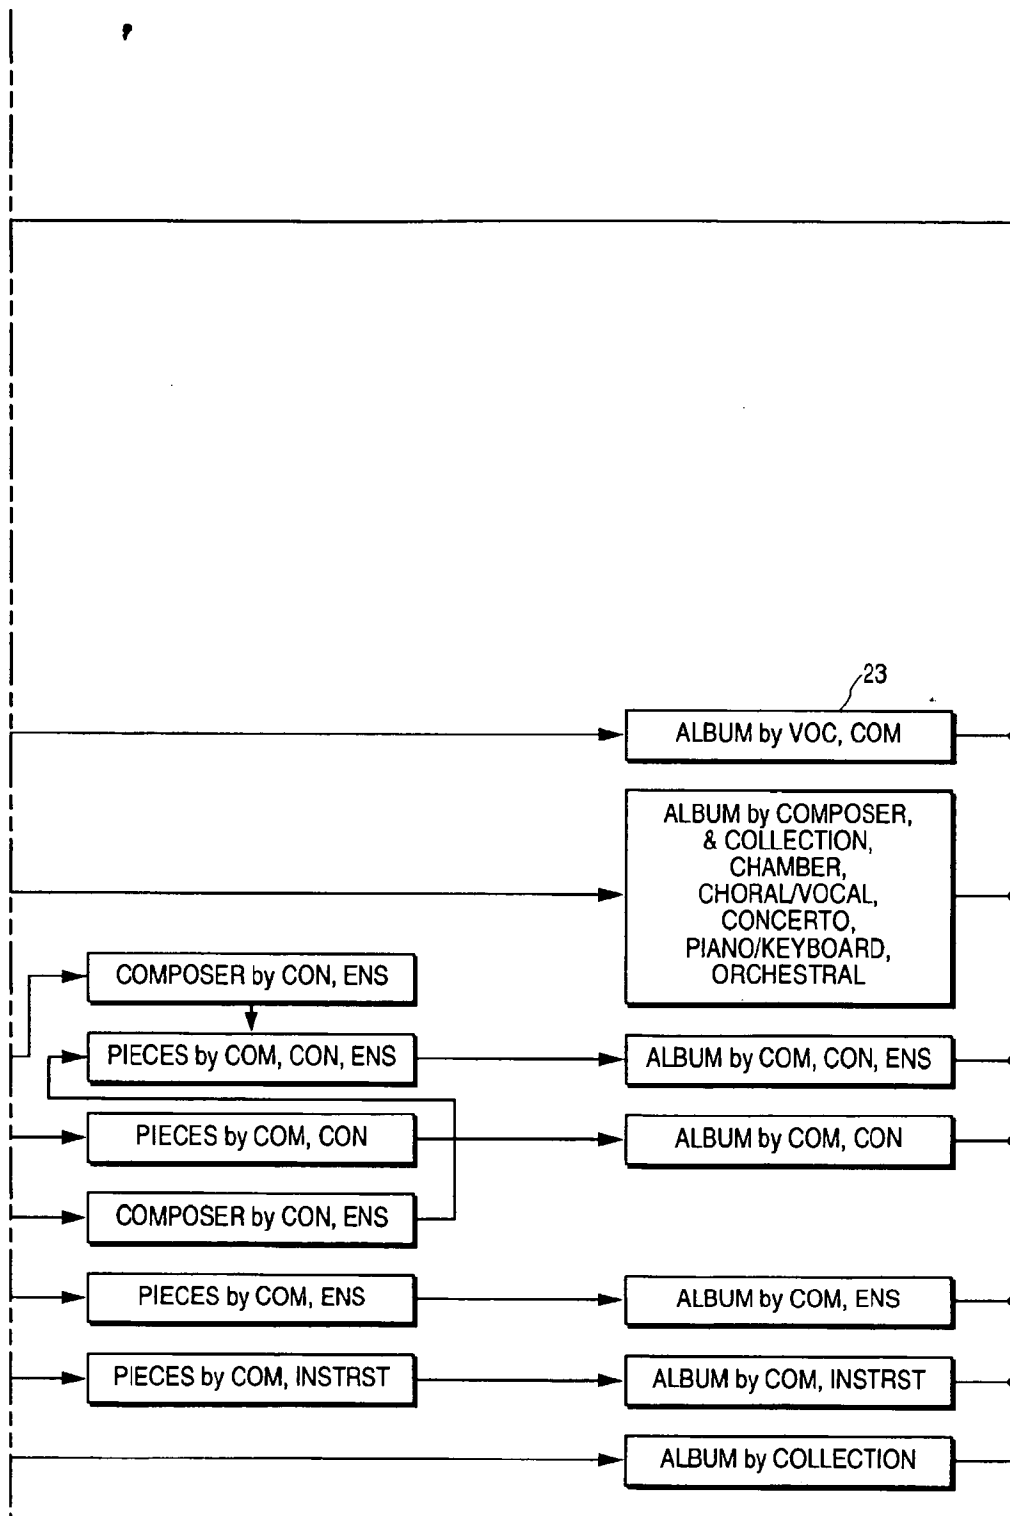 23
ALBUM by VOC, COM
ALBUM by COMPOSER,
& COLLECTION,
CHAMBER,
CHORAL/VOCAL,
CONCERTO,
PIANO/KEYBOARD,
ORCHESTRAL
COMPOSER by CON, ENS
PIECES by COM, CON, ENS
ALBUM by COM, CON, ENS
PIECES by COM, CON
ALBUM by COM, CON
COMPOSER by CON, ENS
PIECES by COM, ENS
ALBUM by COM, ENS
PIECES by COM, INSTRST
ALBUM by COM, INSTRST
ALBUM by COLLECTION